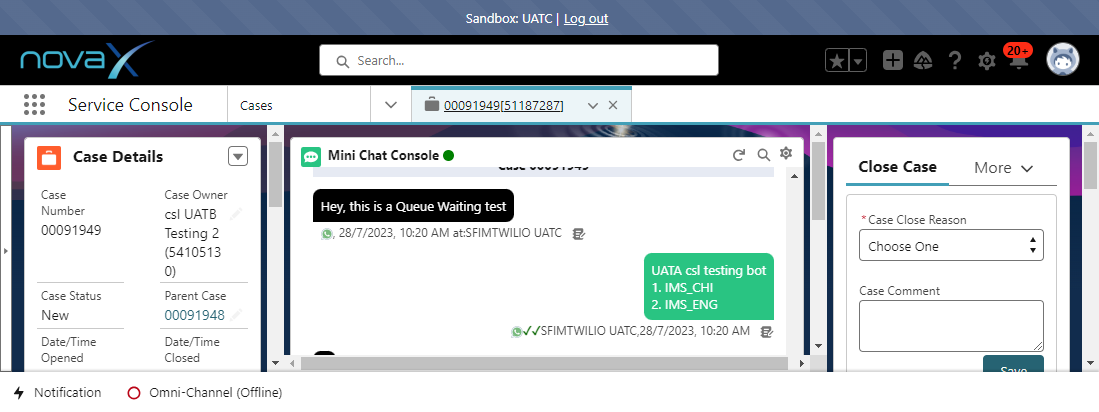 Sandbox: UATC | Log out
novaX
Search...
20+
Service Console
Cases
00091949[51187287]
Case Details
Case
Number
00091949
Case Owner
csl UATB
Testing 2
(5410513
0)
Case Status
New
Parent Case
00091948
Date/Time
Opened
Date/Time
Closed
Mini Chat Console
Case 00091949
Hey, this is a Queue Waiting test
, 28/7/2023, 10:20 AM at:SFIMTWILIO UATC
UATA csl testing bot
1. IMS_CHI
2. IMS_ENG
✓✓SFIMTWILIO UATC,28/7/2023, 10:20 AM
Close Case
More
*Case Close Reason
Choose One
Case Comment
Save
Notification
Omni-Channel (Offline)